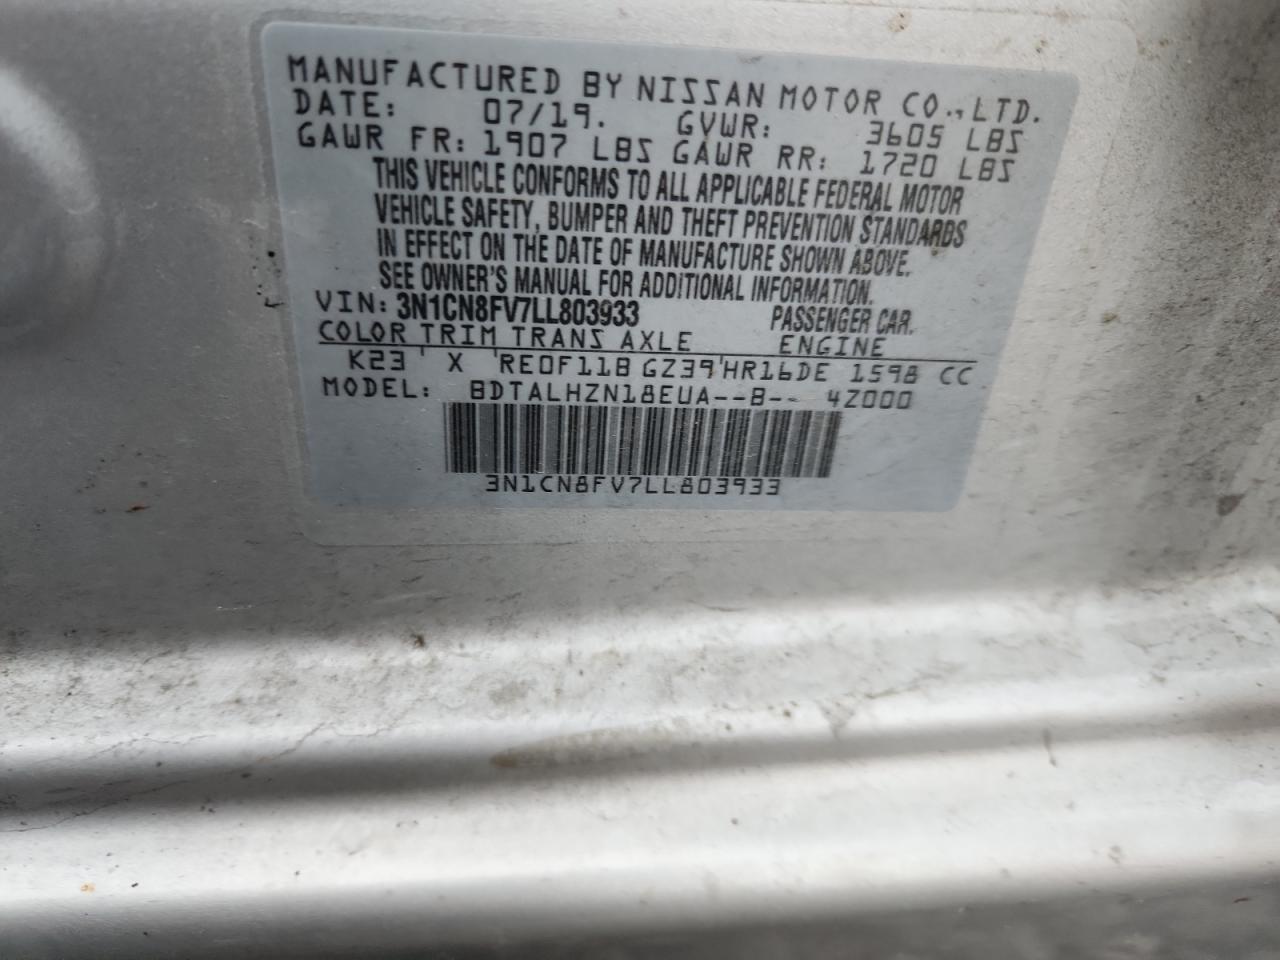 MANUFACTURED BY NISSAN MOTOR CO., LTD.
DATE: 07/19. GVWR: 3605 LBS
GAWR FR: 1907 LBS GAWR RR: 1720 LBS
THIS VEHICLE CONFORMS TO ALL APPLICABLE FEDERAL MOTOR
VEHICLE SAFETY, BUMPER AND THEFT PREVENTION STANDARDS
IN EFFECT ON THE DATE OF MANUFACTURE SHOWN ABOVE.
SEE OWNER'S MANUAL FOR ADDITIONAL INFORMATION.
VIN: 3N1CN8FV7LL803933 PASSENGER CAR.
COLOR TRIM TRANS AXLE ENGINE
K23 ' X ' RE0F11B GZ39 ' HR16DE 1598 CC
MODEL: BDTALHZN18EUA--B-- 4Z000
3N1CN8FV7LL803933